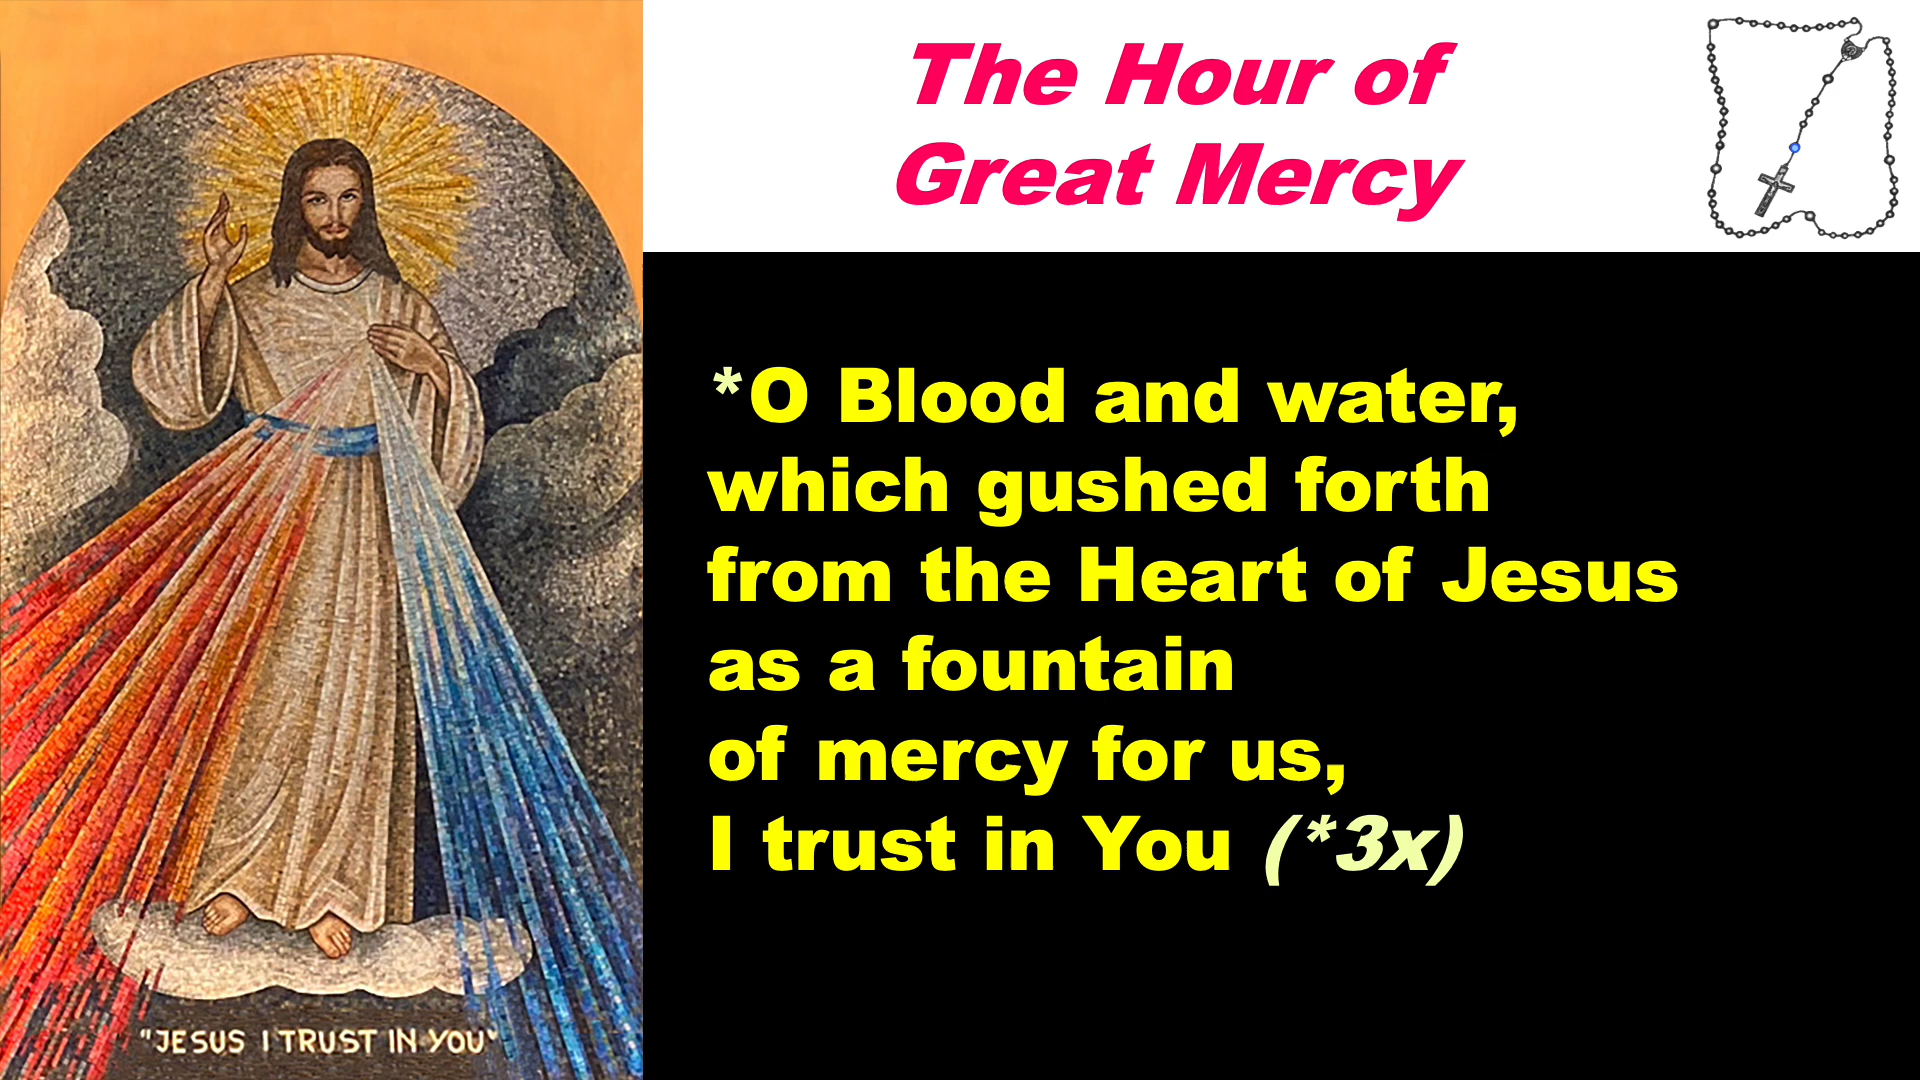 The Hour of
Great Mercy
*O Blood and water,
which gushed forth
from the Heart of Jesus
as a fountain
of mercy for us,
I trust in You (*3x)
"JESUS I TRUST IN YOU"